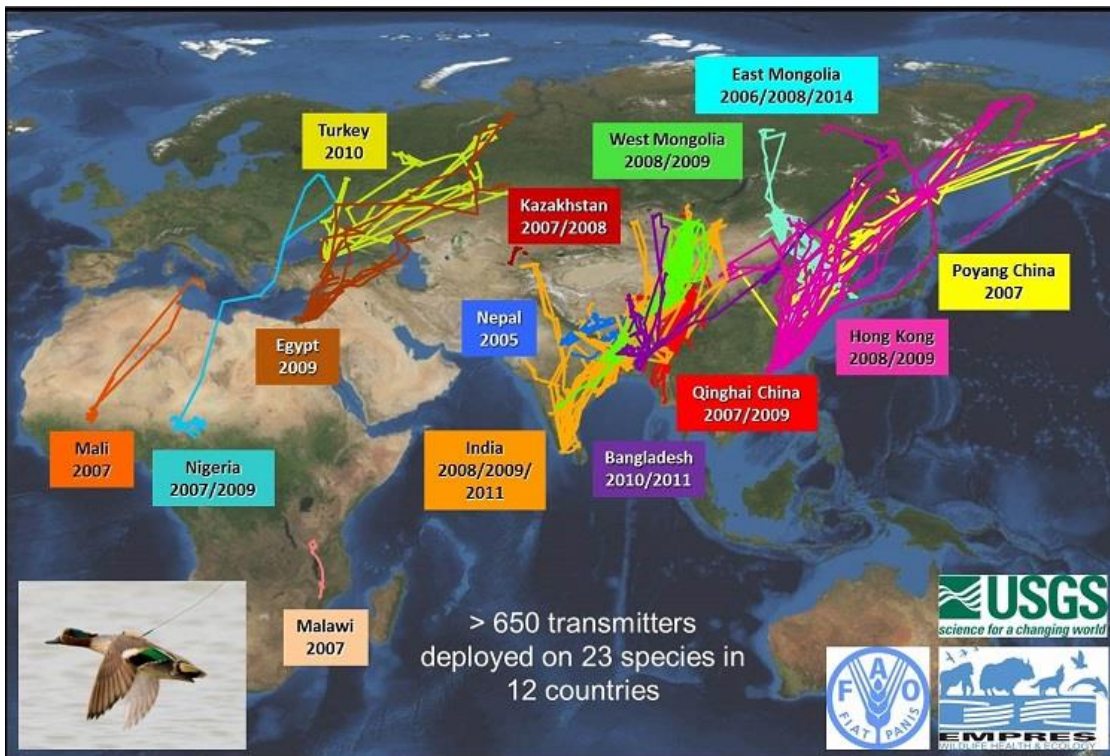 East Mongolia
2006/2008/2014
Turkey
2010
West Mongolia
2008/2009
Kazakhstan
2007/2008
Poyang China
2007
Nepal
2005
Hong Kong
2008/2009
Egypt
2009
Qinghai China
2007/2009
Mali
2007
Nigeria
2007/2009
India
2008/2009/
2011
Bangladesh
2010/2011
Malawi
2007
> 650 transmitters
deployed on 23 species in
12 countries
USGS
science for a changing world
F A O
FIAT PANIS
EMPRES
WILDLIFE HEALTH & ECOLOGY